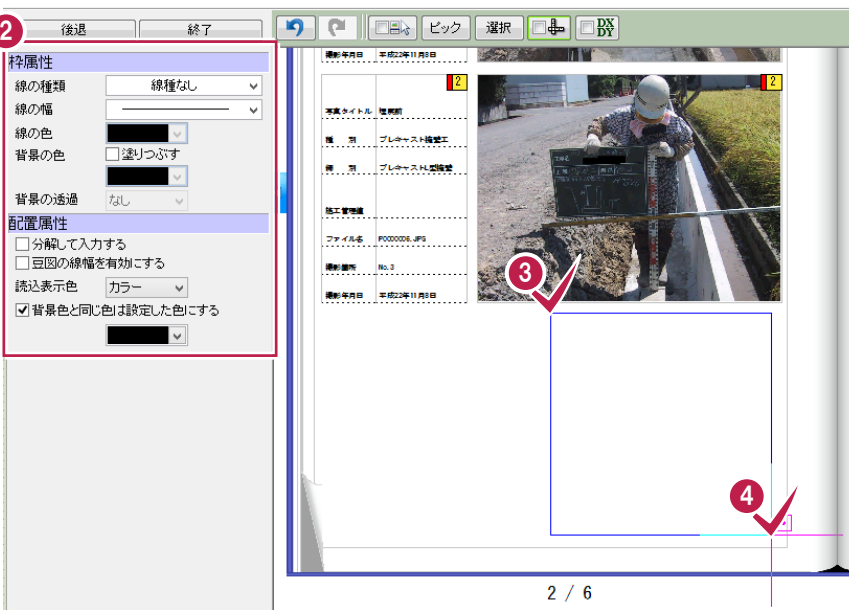 2
後退
終了
ピック
選択
DX
DY
枠属性
線の種類 線種なし
線の幅
線の色
背景の色 塗りつぶす
背景の透過 なし
配置属性
分解して入力する
豆図の線幅を有効にする
読込表示色 カラー
背景色と同じ色は設定した色にする
撮影年月日 平成22年11月8日
2
2
写真タイトル 埋戻前
種 別 プレキャスト擁壁工
細 別 プレキャストL型擁壁
施工管理値
ファイル名 P0000006.JPG
撮影箇所 No.3
撮影年月日 平成22年11月8日
3
4
2 / 6